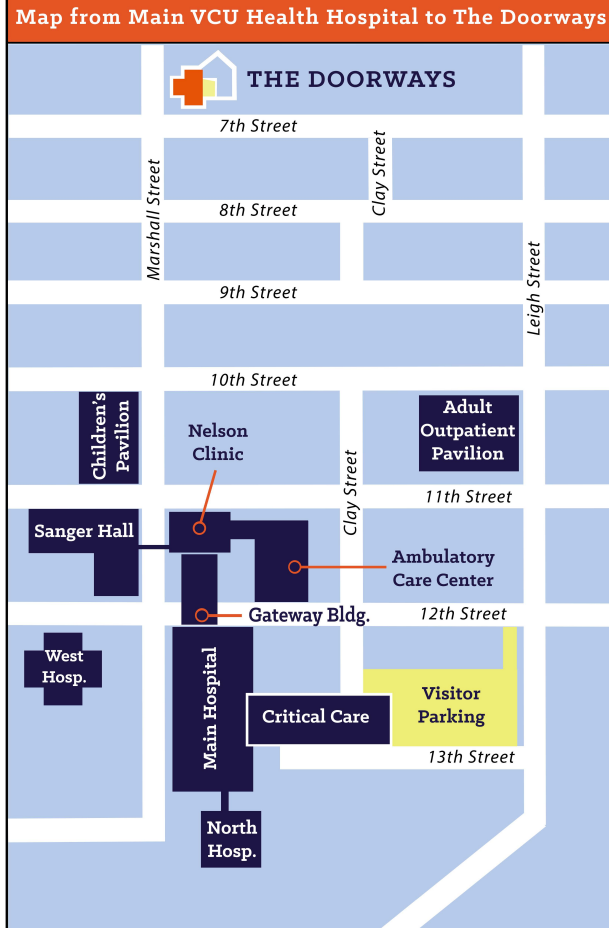 Map from Main VCU Health Hospital to The Doorways
THE DOORWAYS
7th Street
Clay Street
Marshall Street
8th Street
Leigh Street
9th Street
10th Street
Children's
Pavilion
Nelson
Clinic
Adult
Outpatient
Pavilion
Clay Street
11th Street
Sanger Hall
Ambulatory
Care Center
Gateway Bldg.
12th Street
West
Hosp.
Main Hospital
Critical Care
Visitor
Parking
13th Street
North
Hosp.